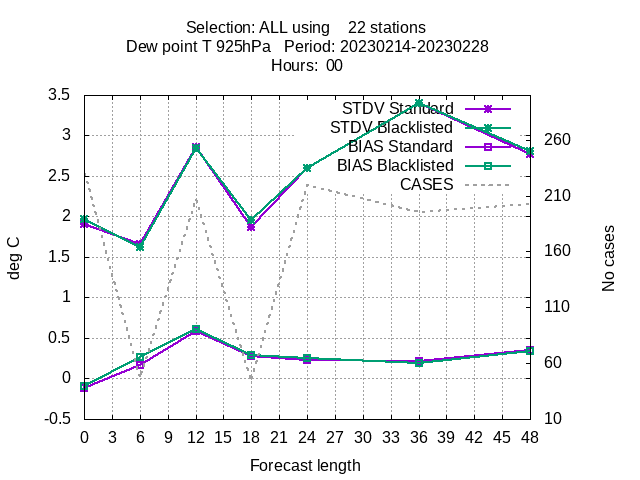 Selection: ALL using 22 stations
Dew point T 925hPa Period: 20230214-20230228
Hours: 00
STDV Standard
STDV Blacklisted
BIAS Standard
BIAS Blacklisted
CASES
3.5
3
2.5
2
1.5
1
0.5
0
-0.5
deg C
260
210
160
110
60
10
No cases
0 3 6 9 12 15 18 21 24 27 30 33 36 39 42 45 48
Forecast length